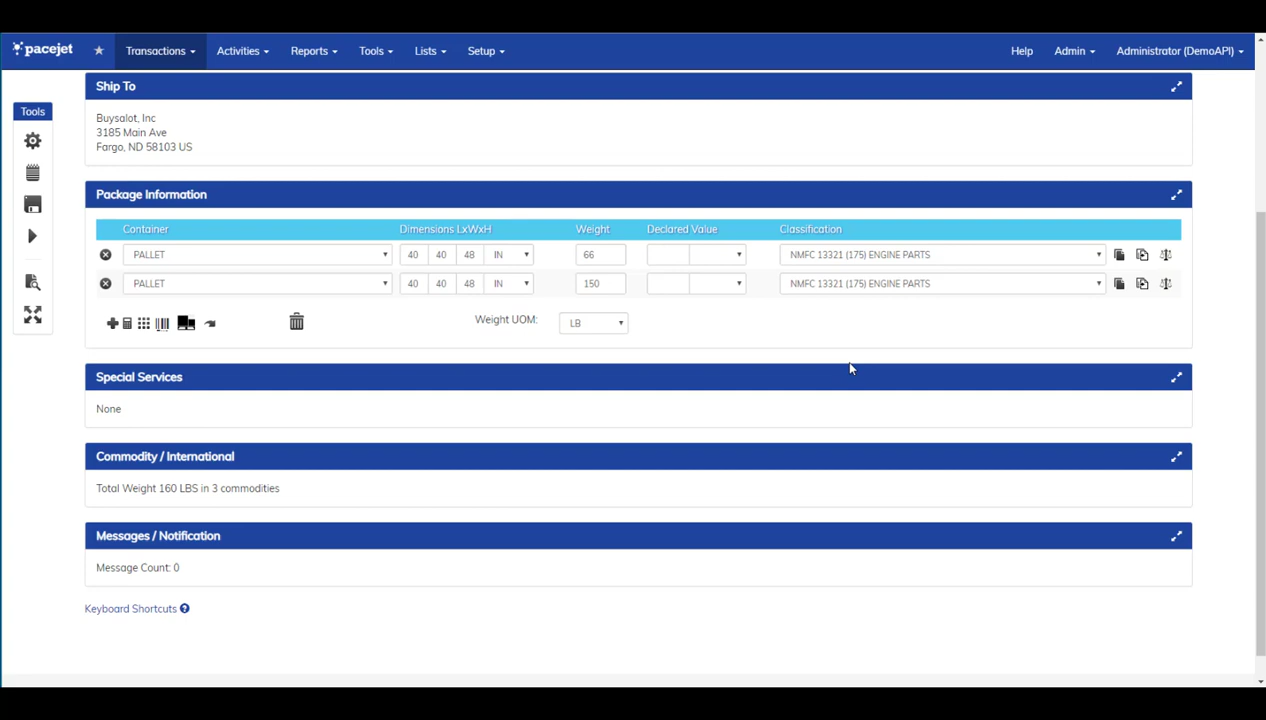 pacejet
Transactions Activities Reports Tools Lists Setup Help Admin Administrator (DemoAPI)
Tools
Ship To
Buysalot, Inc
3185 Main Ave
Fargo, ND 58103 US
Package Information
Container Dimensions LxWxH Weight Declared Value Classification
PALLET 40 40 48 IN 66 NMFC 13321 (175) ENGINE PARTS
PALLET 40 40 48 IN 150 NMFC 13321 (175) ENGINE PARTS
Weight UOM: LB
Special Services
None
Commodity / International
Total Weight 160 LBS in 3 commodities
Messages / Notification
Message Count: 0
Keyboard Shortcuts